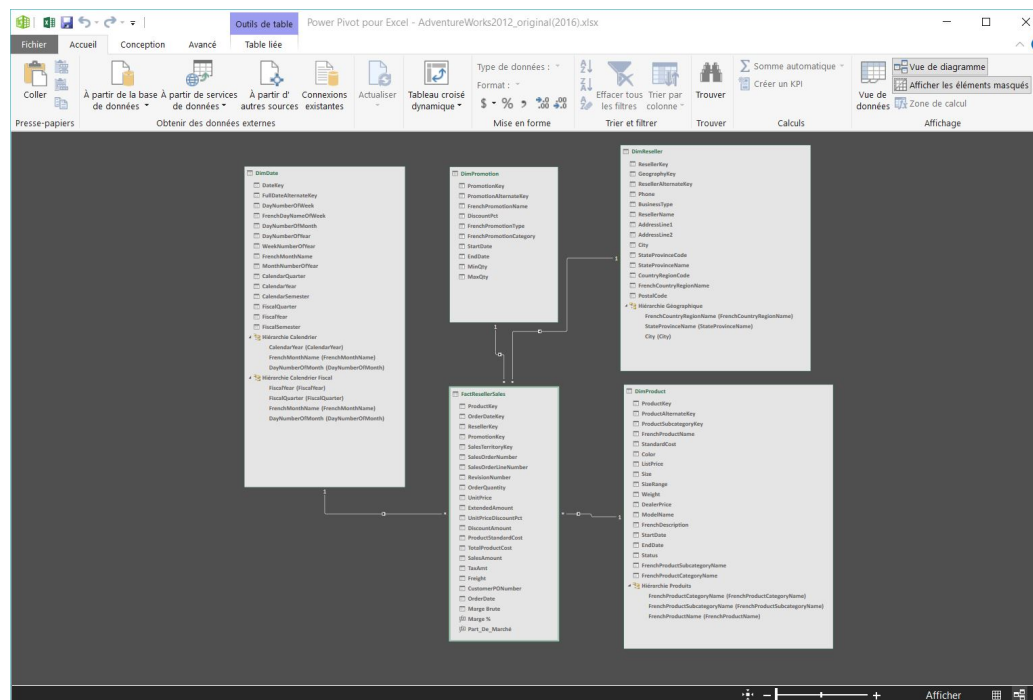 Outils de table
Power Pivot pour Excel - AdventureWorks2012_original(2016).xlsx
Fichier
Accueil
Conception
Avancé
Table liée
Coller
À partir de la base de données
À partir de services de données
À partir d'autres sources
Connexions existantes
Actualiser
Tableau croisé dynamique
Type de données :
Format :
$ % ,
Effacer tous les filtres
Trier par colonne
Trouver
Somme automatique
Créer un KPI
Vue de données
Vue de diagramme
Afficher les éléments masqués
Zone de calcul
Presse-papiers
Obtenir des données externes
Mise en forme
Trier et filtrer
Trouver
Calculs
Affichage
DimDate
DateKey
FullDateAlternateKey
DayNumberOfWeek
FrenchDayNameOfWeek
DayNumberOfMonth
DayNumberOfYear
WeekNumberOfYear
FrenchMonthName
MonthNumberOfYear
CalendarQuarter
CalendarYear
CalendarSemester
FiscalQuarter
FiscalYear
FiscalSemester
Hiérarchie Calendrier
CalendarYear (CalendarYear)
FrenchMonthName (FrenchMonthName)
DayNumberOfMonth (DayNumberOfMonth)
Hiérarchie Calendrier Fiscal
FiscalYear (FiscalYear)
FiscalQuarter (FiscalQuarter)
FrenchMonthName (FrenchMonthName)
DayNumberOfMonth (DayNumberOfMonth)
1
DimPromotion
PromotionKey
PromotionAlternateKey
FrenchPromotionName
DiscountPct
FrenchPromotionType
FrenchPromotionCategory
StartDate
EndDate
MinQty
MaxQty
1
DimReseller
ResellerKey
GeographyKey
ResellerAlternateKey
Phone
BusinessType
ResellerName
AddressLine1
AddressLine2
City
StateProvinceCode
StateProvinceName
CountryRegionCode
FrenchCountryRegionName
PostalCode
Hiérarchie Géographique
FrenchCountryRegionName (FrenchCountryRegionName)
StateProvinceName (StateProvinceName)
City (City)
1
* *
FactResellerSales
ProductKey
OrderDateKey
ResellerKey
PromotionKey
SalesTerritoryKey
SalesOrderNumber
SalesOrderLineNumber
RevisionNumber
OrderQuantity
UnitPrice
ExtendedAmount
UnitPriceDiscountPct
DiscountAmount
ProductStandardCost
TotalProductCost
SalesAmount
TaxAmt
Freight
CustomerPONumber
OrderDate
Marge Brute
Marge %
Part_De_Marché
*
*
1
DimProduct
ProductKey
ProductAlternateKey
ProductSubcategoryKey
FrenchProductName
StandardCost
Color
ListPrice
Size
SizeRange
Weight
DealerPrice
ModelName
FrenchDescription
StartDate
EndDate
Status
FrenchProductSubcategoryName
FrenchProductCategoryName
Hiérarchie Produits
FrenchProductCategoryName (FrenchProductCategoryName)
FrenchProductSubcategoryName (FrenchProductSubcategoryName)
FrenchProductName (FrenchProductName)
Afficher